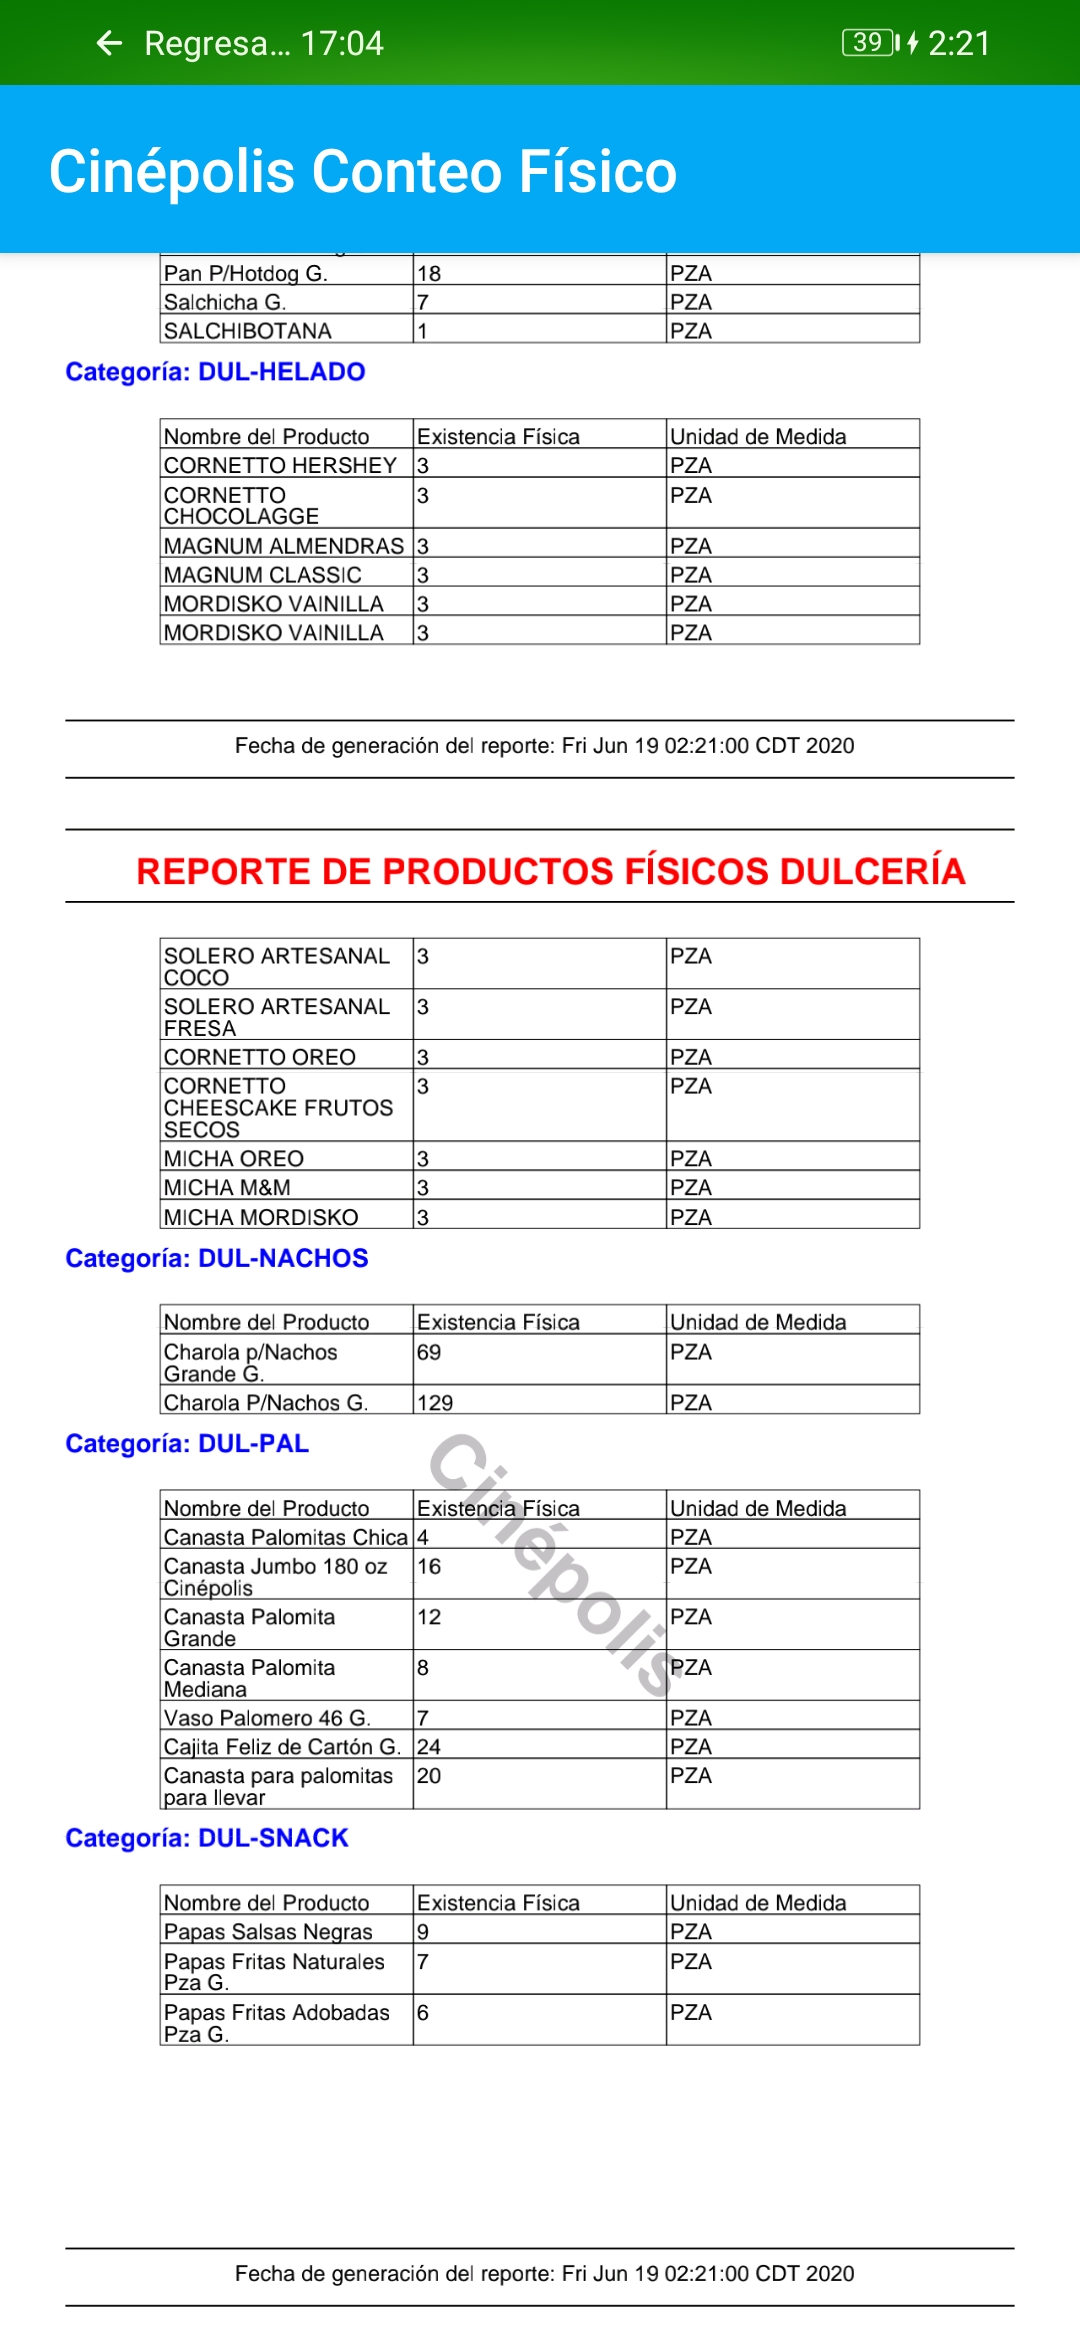 ← Regresa... 17:04 39 2:21
Cinépolis Conteo Físico
Pan P/Hotdog G. 18 PZA
Salchicha G. 7 PZA
SALCHIBOTANA 1 PZA
Categoría: DUL-HELADO
Nombre del Producto Existencia Física Unidad de Medida
CORNETTO HERSHEY 3 PZA
CORNETTO 3 PZA
CHOCOLAGGE
MAGNUM ALMENDRAS 3 PZA
MAGNUM CLASSIC 3 PZA
MORDISKO VAINILLA 3 PZA
MORDISKO VAINILLA 3 PZA
Fecha de generación del reporte: Fri Jun 19 02:21:00 CDT 2020
REPORTE DE PRODUCTOS FÍSICOS DULCERÍA
SOLERO ARTESANAL 3 PZA
COCO
SOLERO ARTESANAL 3 PZA
FRESA
CORNETTO OREO 3 PZA
CORNETTO 3 PZA
CHEESCAKE FRUTOS
SECOS
MICHA OREO 3 PZA
MICHA M&M 3 PZA
MICHA MORDISKO 3 PZA
Categoría: DUL-NACHOS
Nombre del Producto Existencia Física Unidad de Medida
Charola p/Nachos 69 PZA
Grande G.
Charola P/Nachos G. 129 PZA
Categoría: DUL-PAL
Cinépolis
Nombre del Producto Existencia Física Unidad de Medida
Canasta Palomitas Chica 4 PZA
Canasta Jumbo 180 oz 16 PZA
Cinépolis
Canasta Palomita 12 PZA
Grande
Canasta Palomita 8 PZA
Mediana
Vaso Palomero 46 G. 7 PZA
Cajita Feliz de Cartón G. 24 PZA
Canasta para palomitas 20 PZA
para llevar
Categoría: DUL-SNACK
Nombre del Producto Existencia Física Unidad de Medida
Papas Salsas Negras 9 PZA
Papas Fritas Naturales 7 PZA
Pza G.
Papas Fritas Adobadas 6 PZA
Pza G.
Fecha de generación del reporte: Fri Jun 19 02:21:00 CDT 2020